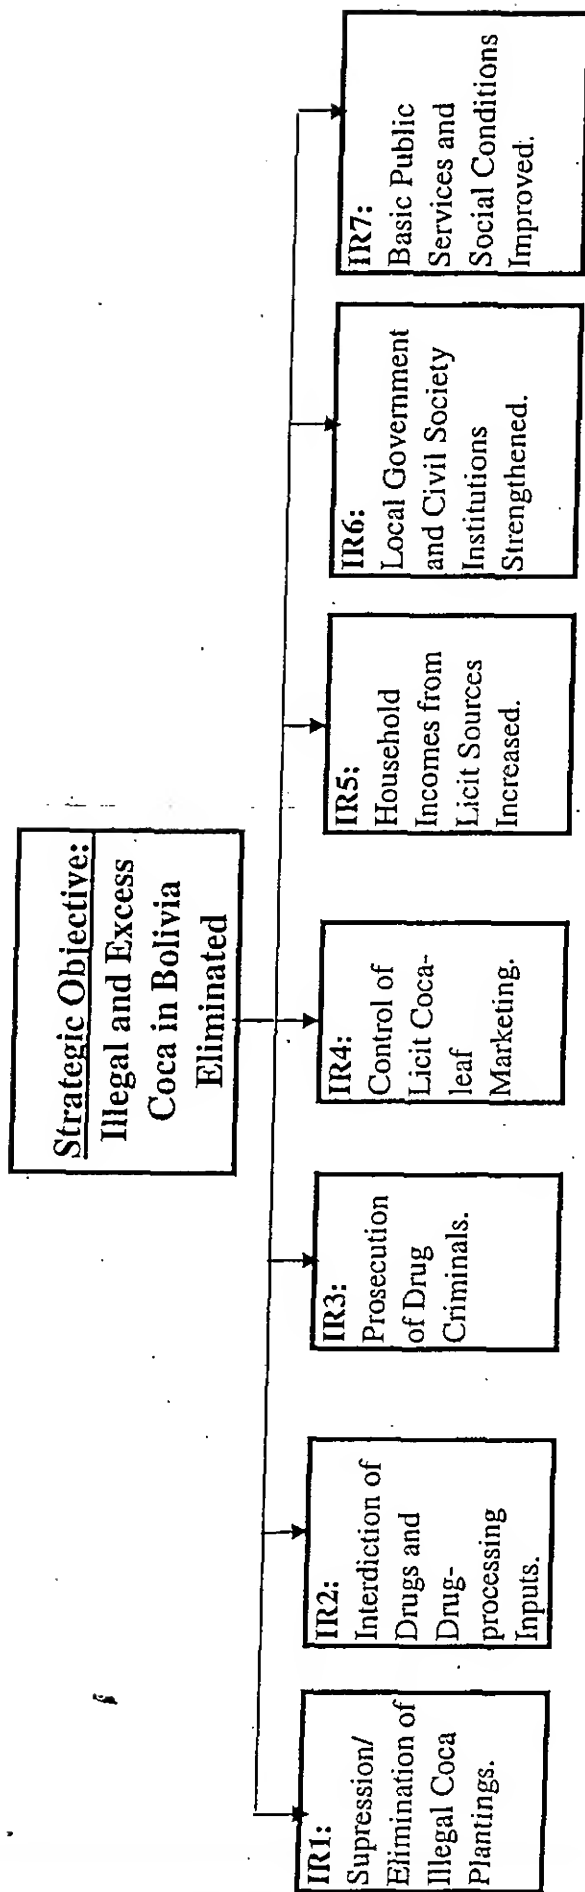 Strategic Objective:
Illegal and Excess
Coca in Bolivia
Eliminated
IR1:
Supression/
Elimination of
Illegal Coca
Plantings.
IR2:
Interdiction of
Drugs and
Drug-
processing
Inputs.
IR3:
Prosecution
of Drug
Criminals.
IR4:
Control of
Licit Coca-
leaf
Marketing.
IR5:
Household
Incomes from
Licit Sources
Increased.
IR6:
Local Government
and Civil Society
Institutions
Strengthened.
IR7:
Basic Public
Services and
Social Conditions
Improved.